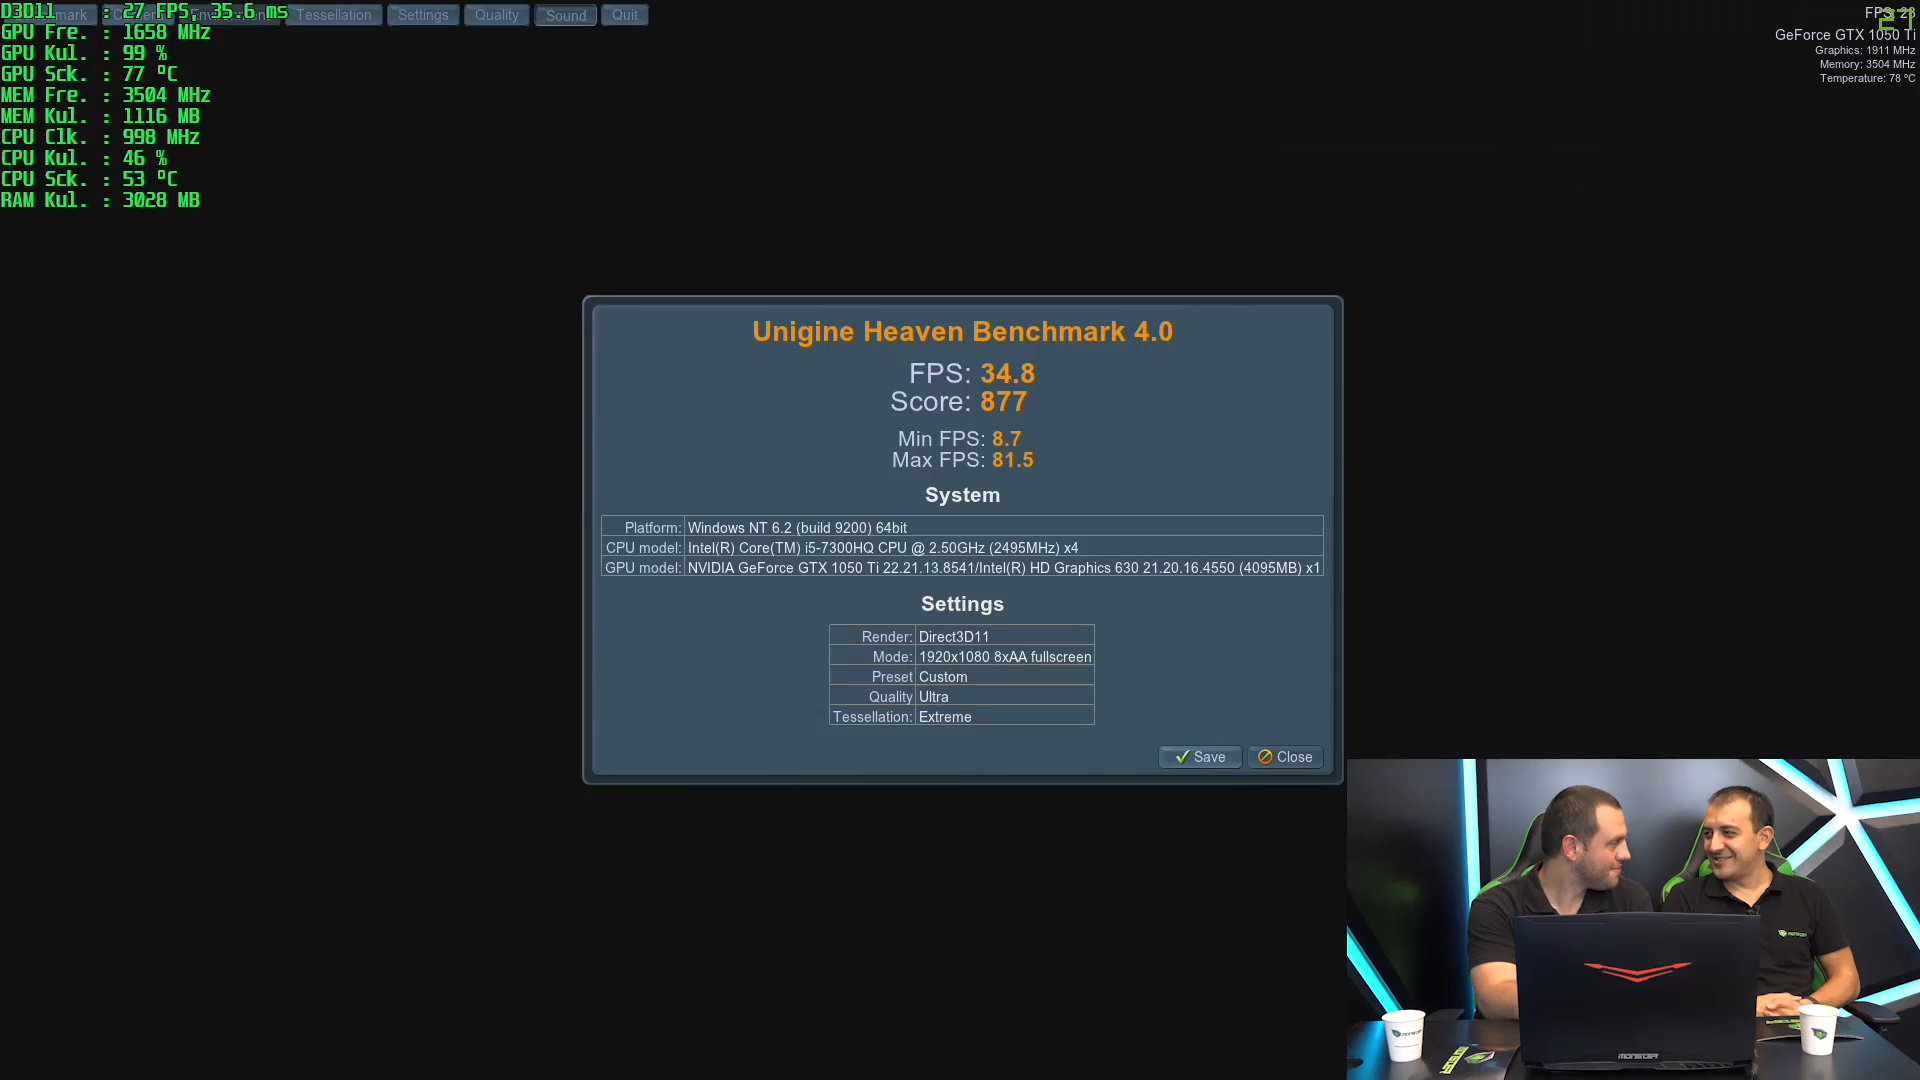 D3D11 : 27 FPS, 35.6 ms
GPU Fre. : 1658 MHz
GPU Kul. : 99 %
GPU Sck. : 77 °C
MEM Fre. : 3504 MHz
MEM Kul. : 1116 MB
CPU Clk. : 998 MHz
CPU Kul. : 46 %
CPU Sck. : 53 °C
RAM Kul. : 3028 MB
Tessellation
Settings
Quality
Sound
Quit
GeForce GTX 1050 Ti
Graphics: 1911 MHz
Memory: 3504 MHz
Temperature: 78 °C
Unigine Heaven Benchmark 4.0
FPS: 34.8
Score: 877
Min FPS: 8.7
Max FPS: 81.5
System
Platform: Windows NT 6.2 (build 9200) 64bit
CPU model: Intel(R) Core(TM) i5-7300HQ CPU @ 2.50GHz (2495MHz) x4
GPU model: NVIDIA GeForce GTX 1050 Ti 22.21.13.8541/Intel(R) HD Graphics 630 21.20.16.4550 (4095MB) x1
Settings
Render: Direct3D11
Mode: 1920x1080 8xAA fullscreen
Preset Custom
Quality Ultra
Tessellation: Extreme
Save
Close
MONSTER
MONSTER
MONSTER